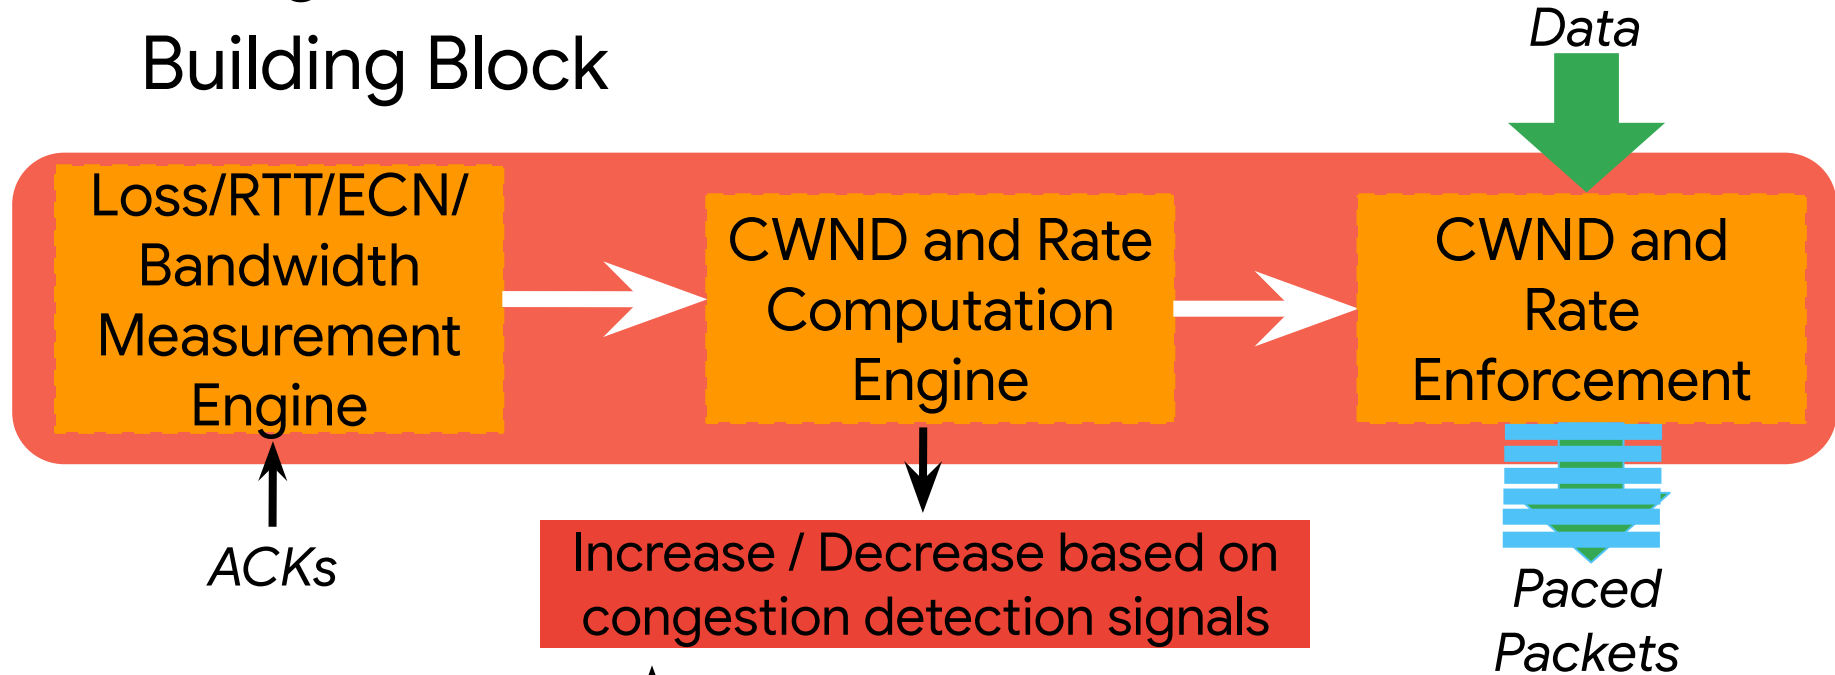 Building Block
Data
Loss/RTT/ECN/
Bandwidth
Measurement
Engine
CWND and Rate
Computation
Engine
CWND and
Rate
Enforcement
ACKs
Increase / Decrease based on
congestion detection signals
Paced
Packets